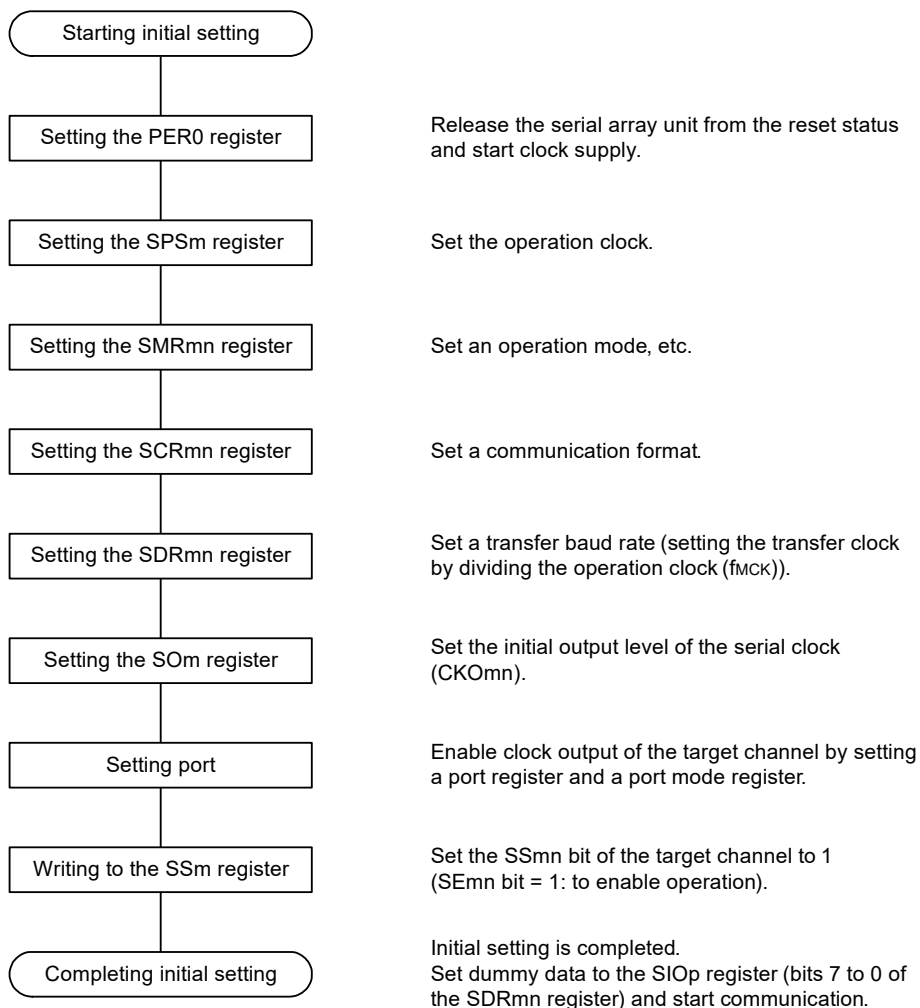 Starting initial setting
Setting the PER0 register
Release the serial array unit from the reset status
and start clock supply.
Setting the SPSm register
Set the operation clock.
Setting the SMRmn register
Set an operation mode, etc.
Setting the SCRmn register
Set a communication format.
Setting the SDRmn register
Set a transfer baud rate (setting the transfer clock
by dividing the operation clock (fMCK)).
Setting the SOm register
Set the initial output level of the serial clock
(CKOmn).
Setting port
Enable clock output of the target channel by setting
a port register and a port mode register.
Writing to the SSm register
Set the SSmn bit of the target channel to 1
(SEmn bit = 1: to enable operation).
Completing initial setting
Initial setting is completed.
Set dummy data to the SIOp register (bits 7 to 0 of
the SDRmn register) and start communication.